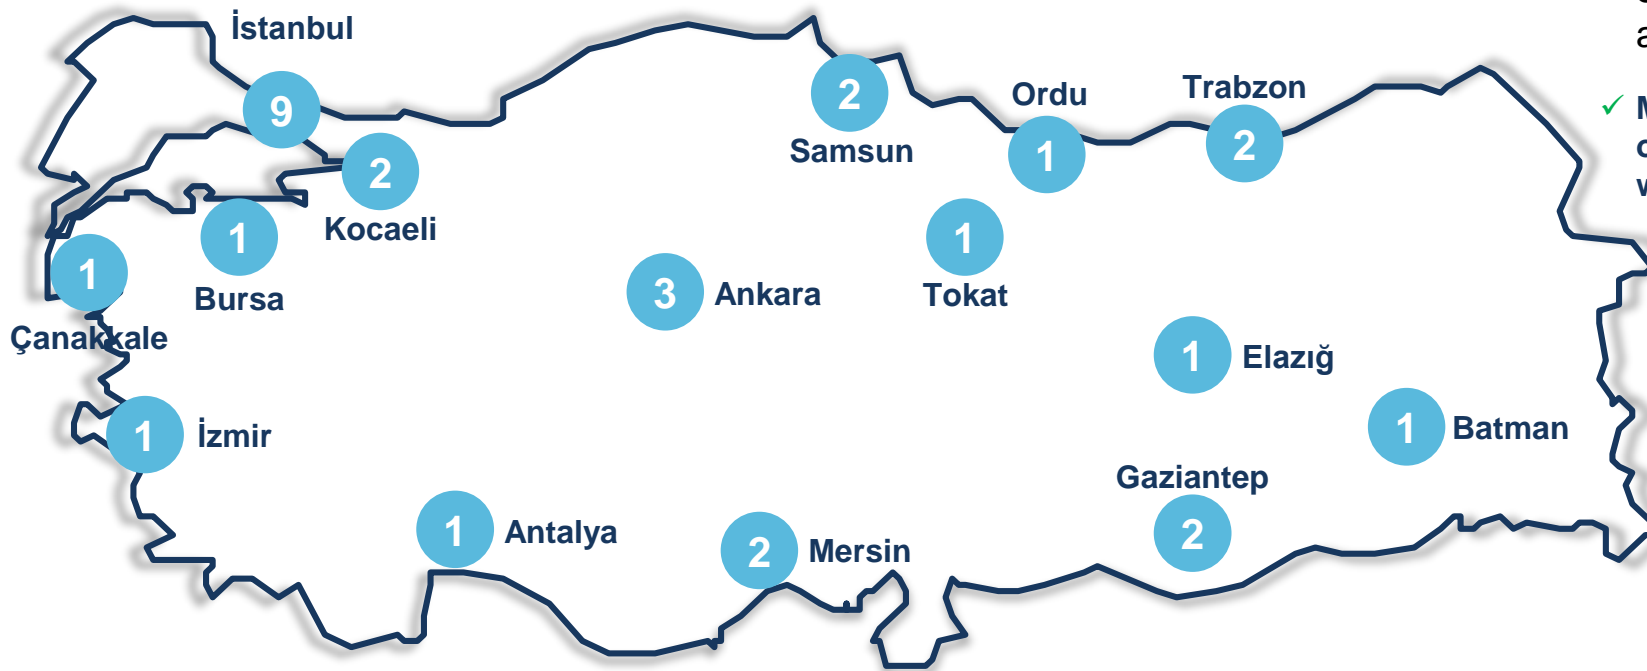 İstanbul
9
2
Kocaeli
1
Bursa
1
Çanakkale
1
İzmir
3
Ankara
2
Samsun
Ordu
1
Trabzon
2
1
Tokat
1
Elazığ
1
Batman
Gaziantep
2
1
Antalya
2
Mersin